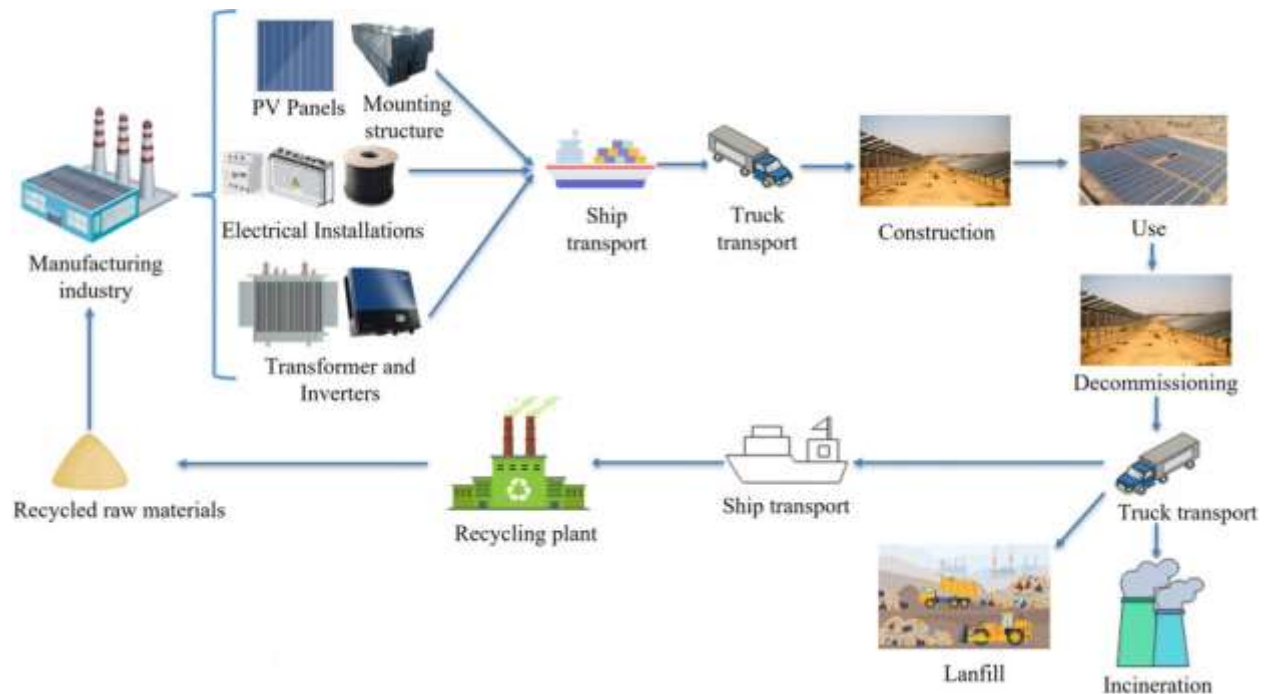 PV Panels
Mounting
structure
Electrical Installations
Manufacturing
industry
Transformer and
Inverters
Ship
transport
Truck
transport
Construction
Use
Decommissioning
Truck transport
Ship transport
Recycling plant
Recycled raw materials
Lanfill
Incineration